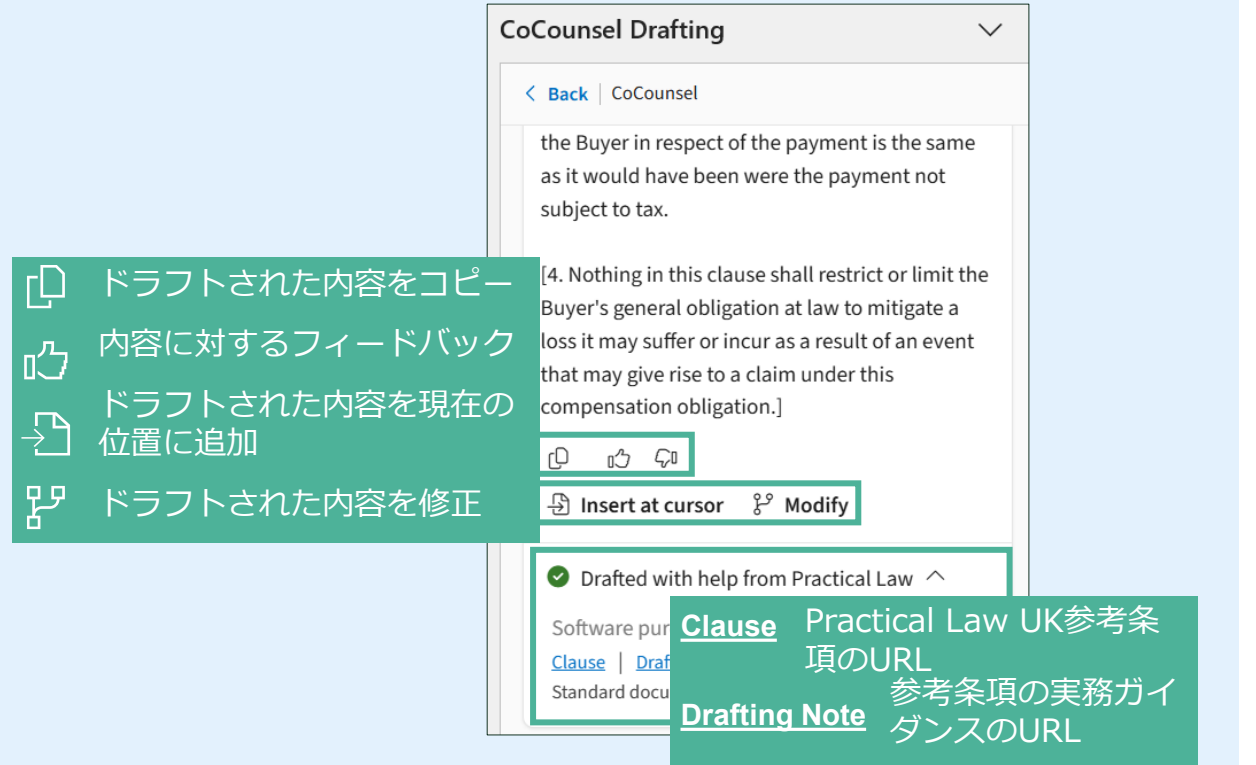 CoCounsel Drafting
Back | CoCounsel
the Buyer in respect of the payment is the same
as it would have been were the payment not
subject to tax.
[4. Nothing in this clause shall restrict or limit the
Buyer's general obligation at law to mitigate a
loss it may suffer or incur as a result of an event
that may give rise to a claim under this
compensation obligation.]
Insert at cursor Modify
Drafted with help from Practical Law
Software pur
Clause | Draf
Standard docu
ドラフトされた内容をコピー
内容に対するフィードバック
ドラフトされた内容を現在の
位置に追加
ドラフトされた内容を修正
Clause Practical Law UK参考条
項のURL
Drafting Note 参考条項の実務ガイ
ダンスのURL